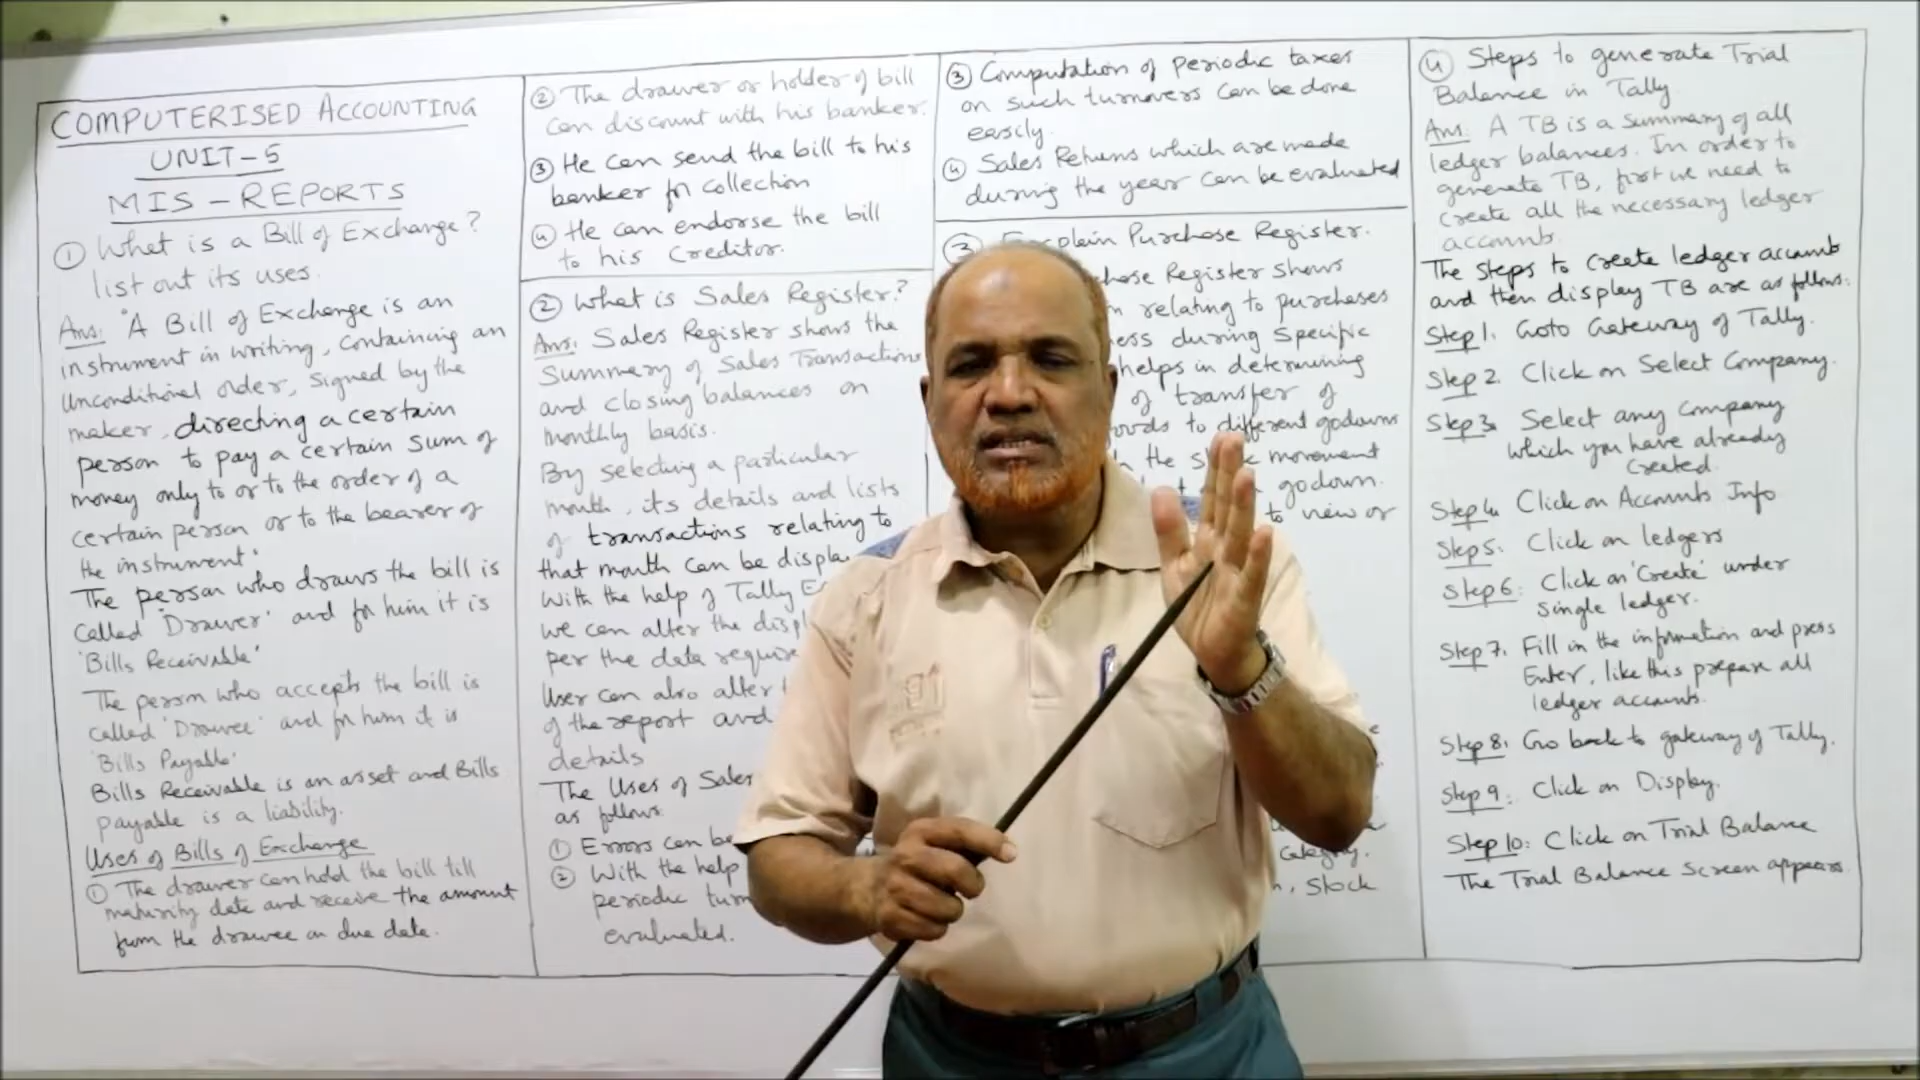 COMPUTERISED ACCOUNTING
UNIT-5
MIS-REPORTS
① What is a Bill of Exchange?
list out its uses.
Ans: "A Bill of Exchange is an
instrument in writing, containing an
unconditional order, signed by the
maker, directing a certain
person to pay a certain sum of
money only to or to the order of a
certain person or to the bearer of
the instrument"
The person who draws the bill is
called 'Drawer' and for him it is
'Bills Receivable'
The person who accepts the bill is
called 'Drawee' and for him it is
'Bills Payable'
Bills Receivable is an asset and Bills
payable is a liability.
Uses of Bills of Exchange
① The drawer can hold the bill till
maturity date and receive the amount
from the drawee on due date.
② The drawer or holder of bill
can discount with his banker.
③ He can send the bill to his
banker for collection
④ He can endorse the bill
to his Creditor.
② What is Sales Register?
Ans: Sales Register shows the
Summary of Sales Transactions
and closing balances on
monthly basis.
By selecting a particular
month, its details and lists
of transactions relating to
that month can be
With the help of Tally
we can alter the
per the data
User can also alter
of the report and
details
The Uses of
as follows
① Errors can be
② With the help
periodic
evaluated.
③ Computation of periodic taxes
on such turnovers can be done
easily.
④ Sales Returns which are made
during the year can be evaluated
③ Explain Purchase Register.
Register shows
relating to purchases
during specific
helps in determining
of transfer of
to different godowns
the movement
godown.
to view or
Category.
, Stock
④ Steps to generate Trial
Balance in Tally
Ans: A TB is a summary of all
ledger balances. In order to
generate TB, first we need to
create all the necessary ledger
accounts.
The steps to create ledger accounts
and then display TB are as follows:
Step 1. Goto Gateway of Tally.
Step 2. Click on Select Company.
Step 3. Select any Company
which you have already
created.
Step 4. Click on Accounts Info
Step 5. Click on ledgers
Step 6: Click on 'Create' under
single ledger.
Step 7. Fill in the information and press
Enter, like this prepare all
ledger accounts.
Step 8: Go back to gateway of Tally.
Step 9: Click on Display.
Step 10: Click on Trial Balance
The Trial Balance Screen appears.